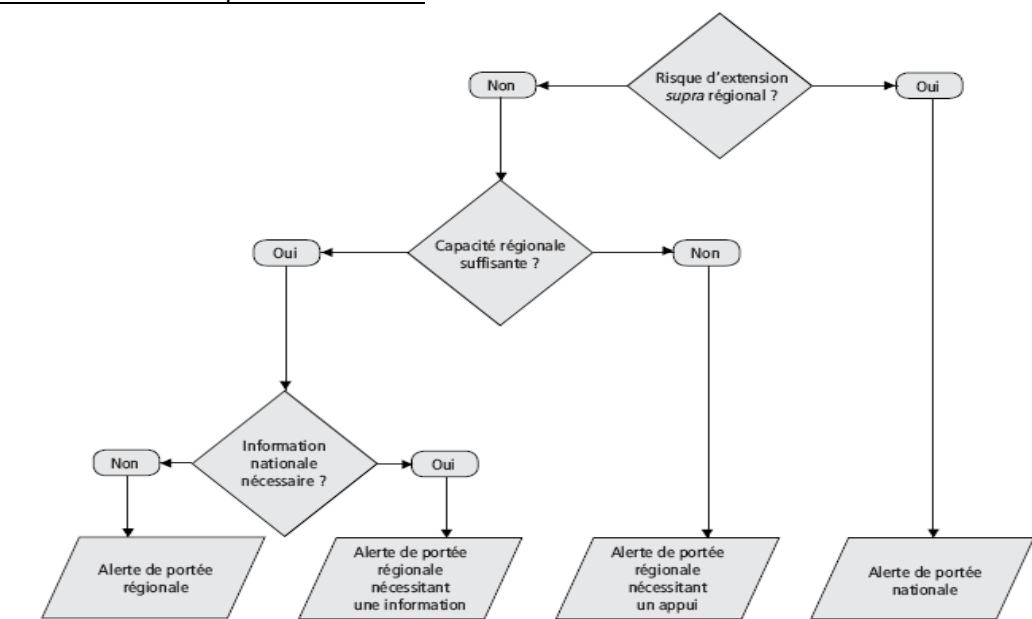 Risque d'extension
supra régional ?
Non
Oui
Capacité régionale
suffisante ?
Oui
Non
Information
nationale
nécessaire ?
Non
Oui
Alerte de portée
régionale
Alerte de portée
régionale
nécessitant
une information
Alerte de portée
régionale
nécessitant
un appui
Alerte de portée
nationale